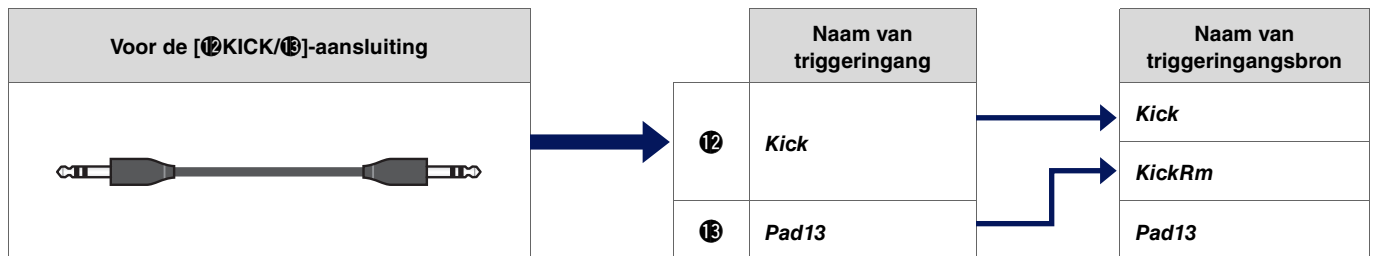 Voor de [⓬KICK/⓭]-aansluiting
Naam van
triggeringang
Naam van
triggeringangsbron
⓬
Kick
Kick
KickRm
⓭
Pad13
Pad13